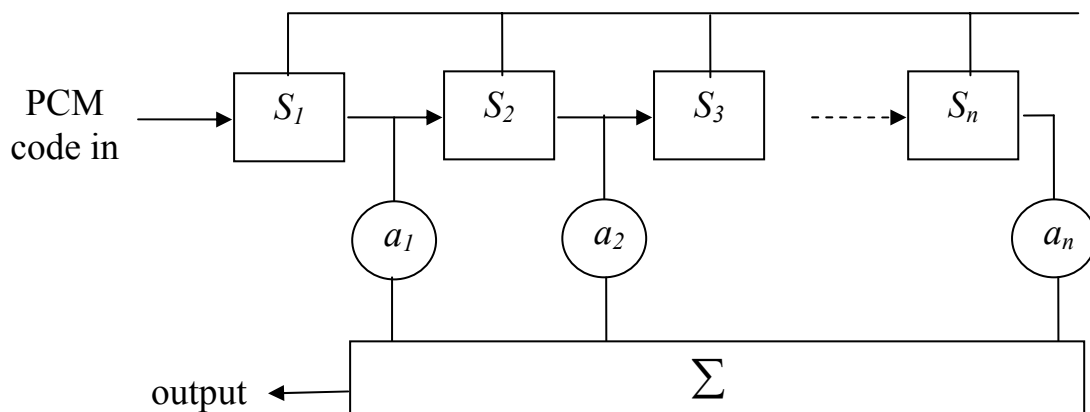 PCM
code in
S1
S2
S3
Sn
a1
a2
an
∑
output